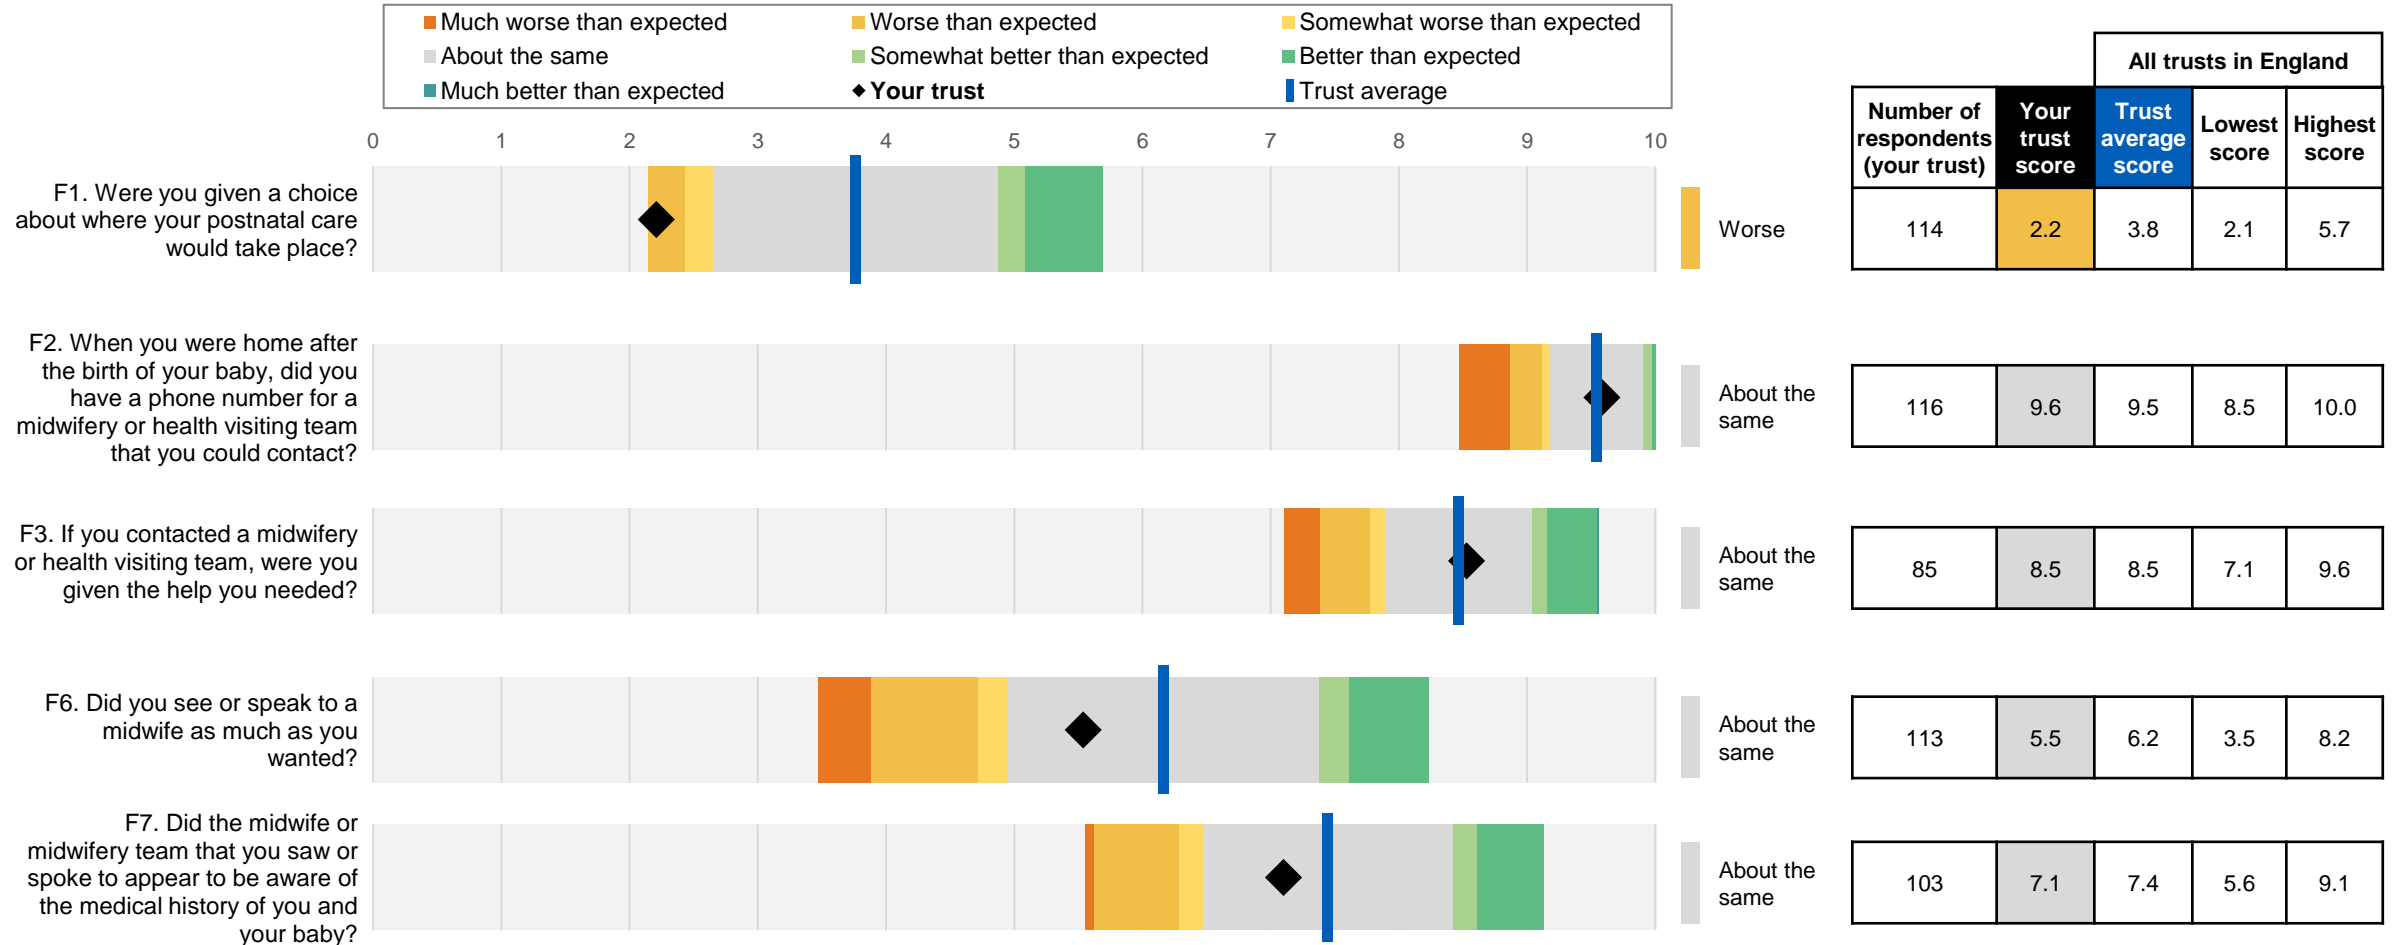 Much worse than expected
Worse than expected
Somewhat worse than expected
About the same
Somewhat better than expected
Better than expected
Much better than expected
Your trust
Trust average
All trusts in England
Number of
respondents
(your trust)
Your
trust
score
Trust
average
score
Lowest
score
Highest
score
0 1 2 3 4 5 6 7 8 9 10
F1. Were you given a choice
about where your postnatal care
would take place?
Worse
114 2.2 3.8 2.1 5.7
F2. When you were home after
the birth of your baby, did you
have a phone number for a
midwifery or health visiting team
that you could contact?
About the
same
116 9.6 9.5 8.5 10.0
F3. If you contacted a midwifery
or health visiting team, were you
given the help you needed?
About the
same
85 8.5 8.5 7.1 9.6
F6. Did you see or speak to a
midwife as much as you
wanted?
About the
same
113 5.5 6.2 3.5 8.2
F7. Did the midwife or
midwifery team that you saw or
spoke to appear to be aware of
the medical history of you and
your baby?
About the
same
103 7.1 7.4 5.6 9.1